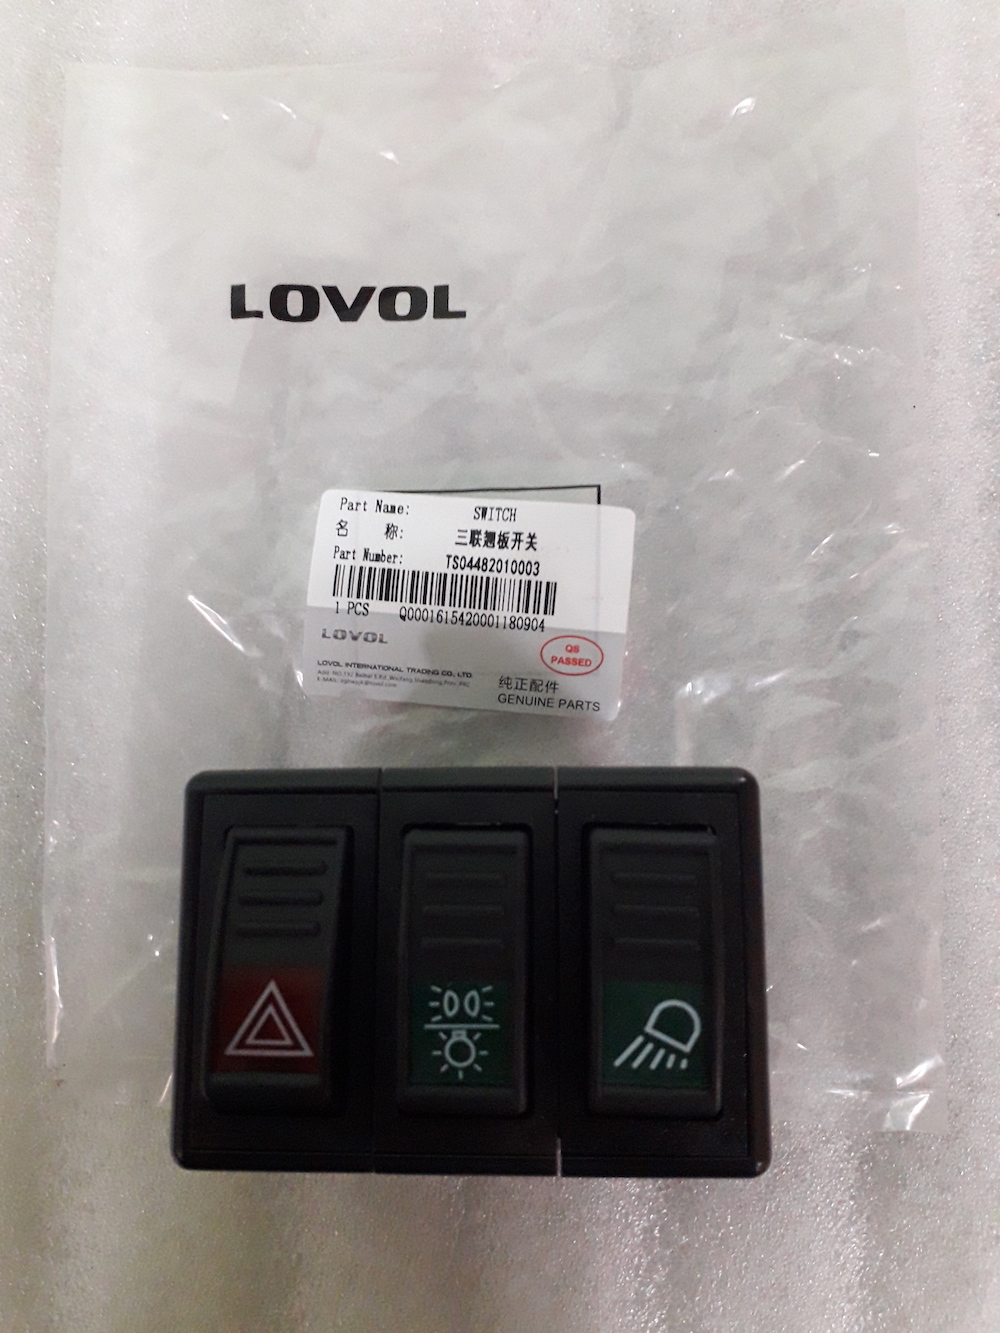 LOVOL
Part Name: SWITCH
名 称: 三联翘板开关
Part Number: TS04482010003
1 PCS Q0001615420001180904
LOVOL
QS
PASSED
LOVOL INTERNATIONAL TRADING CO., LTD.
纯正配件
GENUINE PARTS